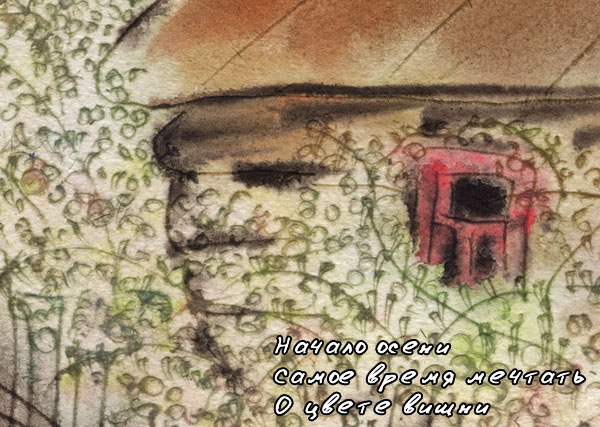 Начало осени
Самое время мечтать
О цвете вишни